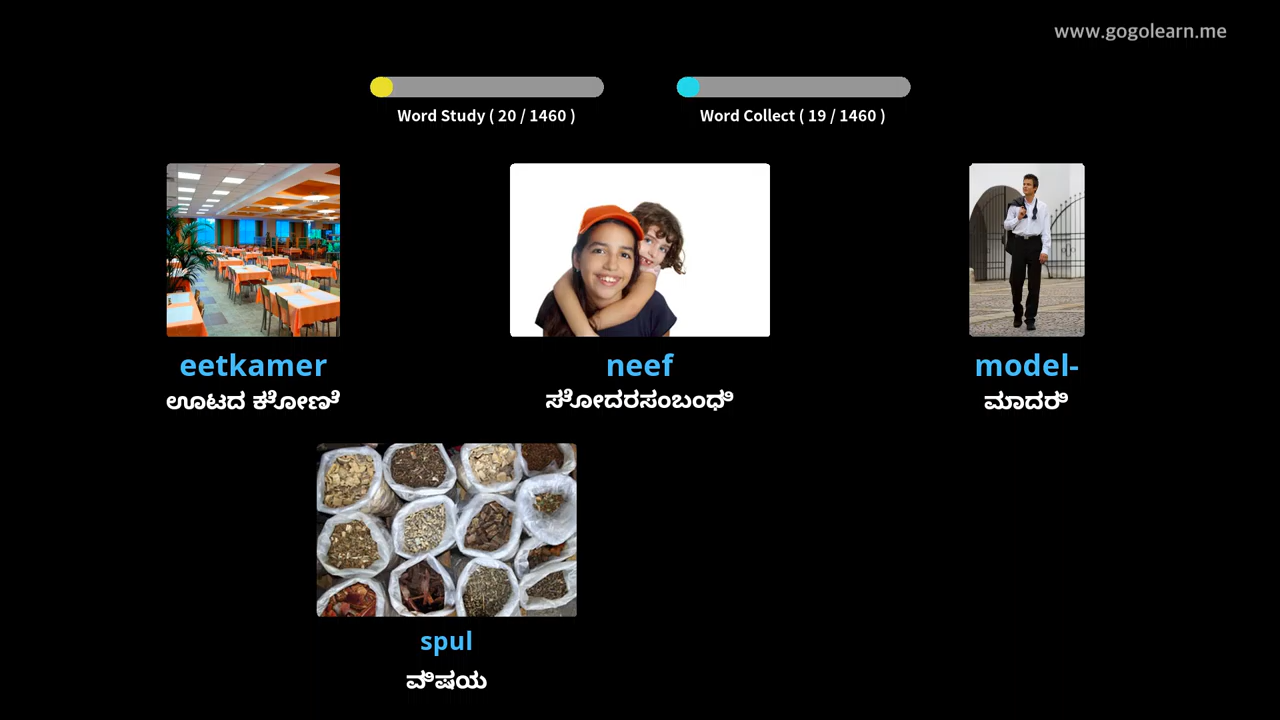 www.gogolearn.me
Word Study ( 20 / 1460 )
Word Collect ( 19 / 1460 )
eetkamer
ಊಟದ ಕೋಣೆ
neef
ಸೋದರಸಂಬಂಧಿ
model-
ಮಾದರಿ
spul
ವಿಷಯ